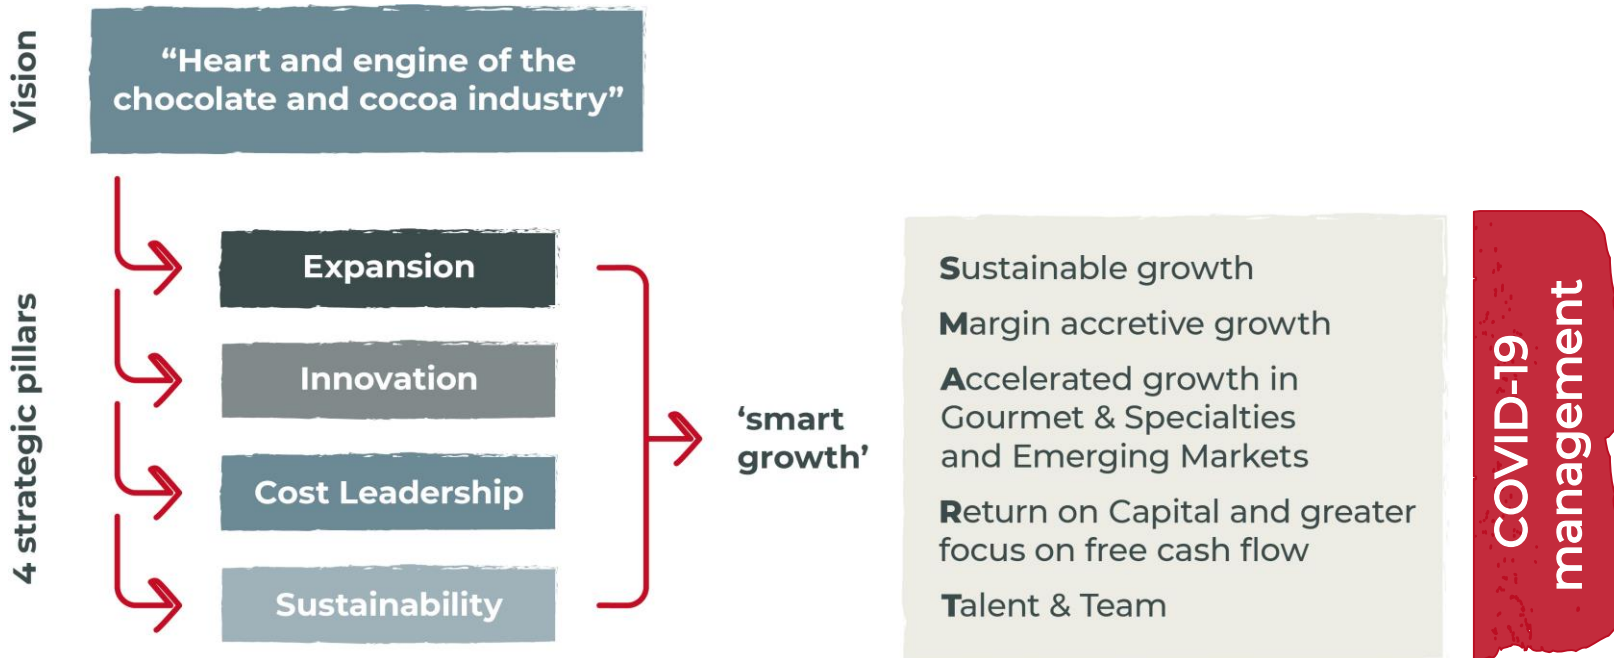 Vision
“Heart and engine of the
chocolate and cocoa industry”
4 strategic pillars
Expansion
Innovation
Cost Leadership
Sustainability
‘smart
growth’
Sustainable growth
Margin accretive growth
Accelerated growth in
Gourmet & Specialties
and Emerging Markets
Return on Capital and greater
focus on free cash flow
Talent & Team
COVID-19
management